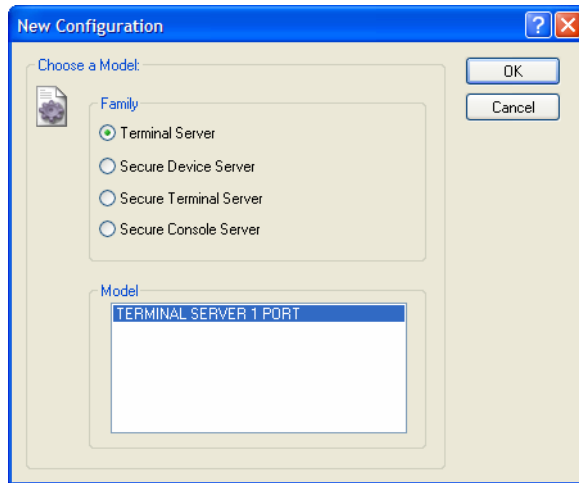 New Configuration
Choose a Model:
OK
Cancel
Family
Terminal Server
Secure Device Server
Secure Terminal Server
Secure Console Server
Model
TERMINAL SERVER 1 PORT